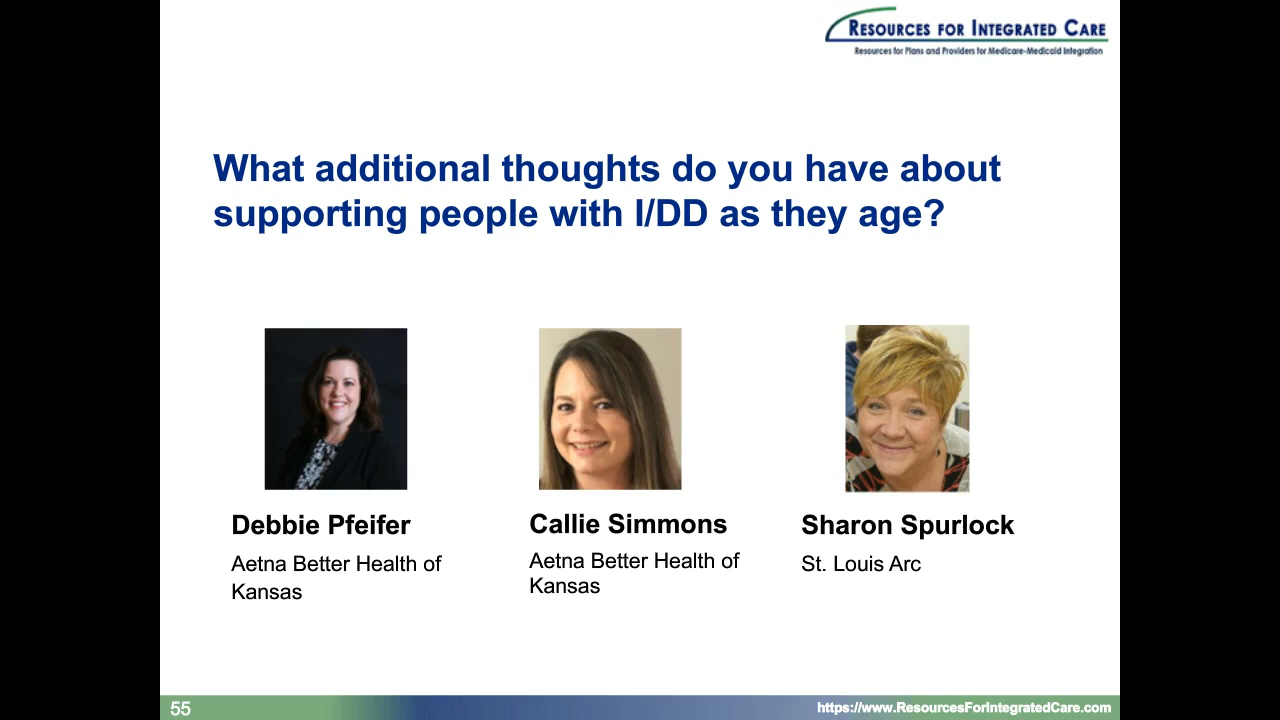 RESOURCES FOR INTEGRATED CARE
Resources for Plans and Providers for Medicare-Medicaid Integration
What additional thoughts do you have about
supporting people with I/DD as they age?
Debbie Pfeifer
Aetna Better Health of
Kansas
Callie Simmons
Aetna Better Health of
Kansas
Sharon Spurlock
St. Louis Arc
55
https://www.ResourcesForIntegratedCare.com